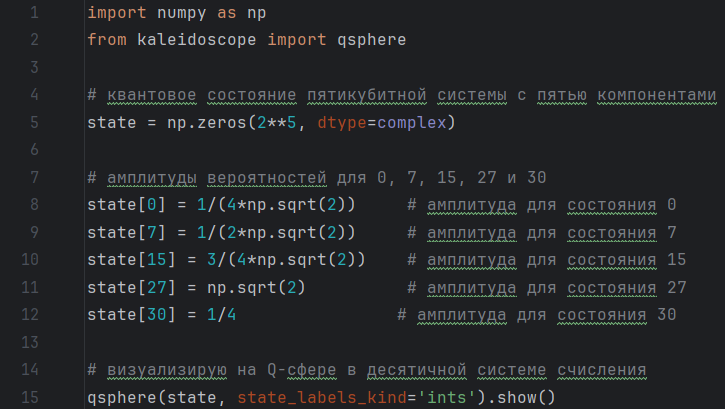 1 import numpy as np
2 from kaleidoscope import qsphere
3
4 # квантовое состояние пятикубитной системы с пятью компонентами
5 state = np.zeros(2**5, dtype=complex)
6
7 # амплитуды вероятностей для 0, 7, 15, 27 и 30
8 state[0] = 1/(4*np.sqrt(2)) # амплитуда для состояния 0
9 state[7] = 1/(2*np.sqrt(2)) # амплитуда для состояния 7
10 state[15] = 3/(4*np.sqrt(2)) # амплитуда для состояния 15
11 state[27] = np.sqrt(2) # амплитуда для состояния 27
12 state[30] = 1/4 # амплитуда для состояния 30
13
14 # визуализирую на Q-сфере в десятичной системе счисления
15 qsphere(state, state_labels_kind='ints').show()